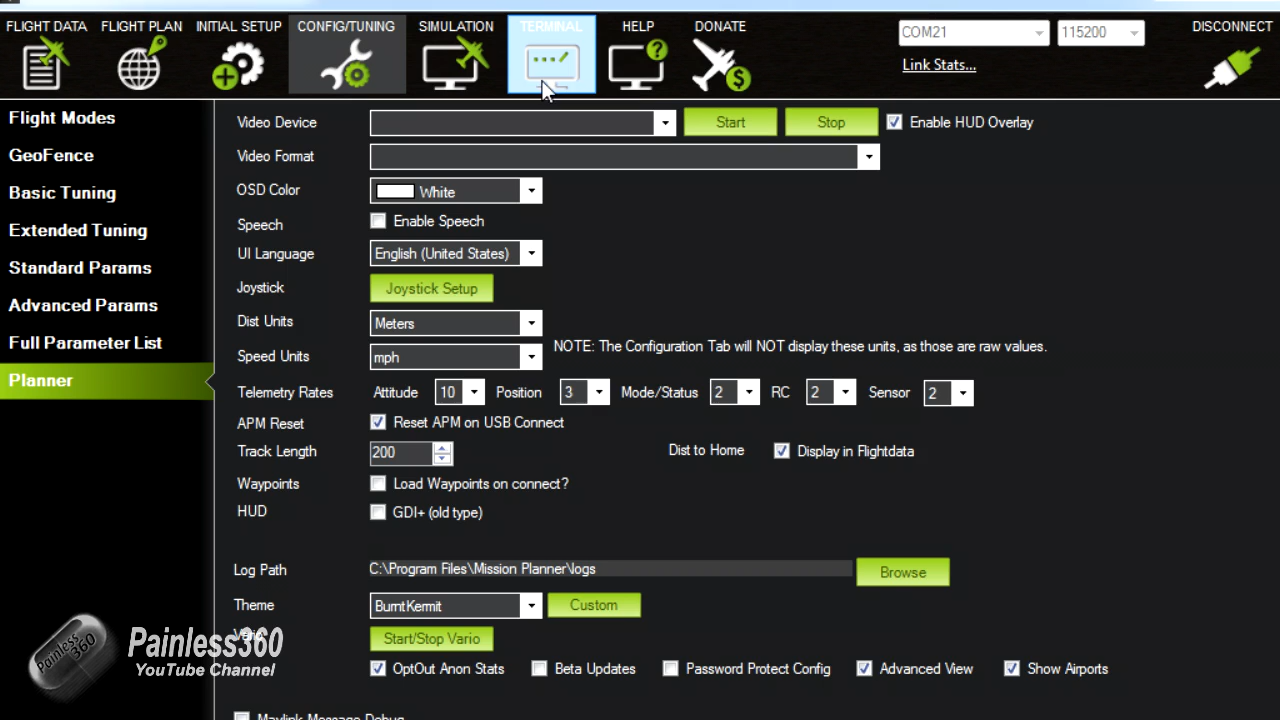 FLIGHT DATA FLIGHT PLAN INITIAL SETUP CONFIG/TUNING SIMULATION TERMINAL HELP DONATE COM21 115200 DISCONNECT
Link Stats...
Flight Modes
GeoFence
Basic Tuning
Extended Tuning
Standard Params
Advanced Params
Full Parameter List
Planner
Video Device Start Stop Enable HUD Overlay
Video Format
OSD Color White
Speech Enable Speech
UI Language English (United States)
Joystick Joystick Setup
Dist Units Meters
Speed Units mph NOTE: The Configuration Tab will NOT display these units, as those are raw values.
Telemetry Rates Attitude 10 Position 3 Mode/Status 2 RC 2 Sensor 2
APM Reset Reset APM on USB Connect
Track Length 200 Dist to Home Display in Flightdata
Waypoints Load Waypoints on connect?
HUD GDI+ (old type)
Log Path C:\Program Files\Mission Planner\logs Browse
Theme BurntKermit Custom
Vario Start/Stop Vario
OptOut Anon Stats Beta Updates Password Protect Config Advanced View Show Airports
Mavlink Message Debug
Painless360
Painless360
YouTube Channel